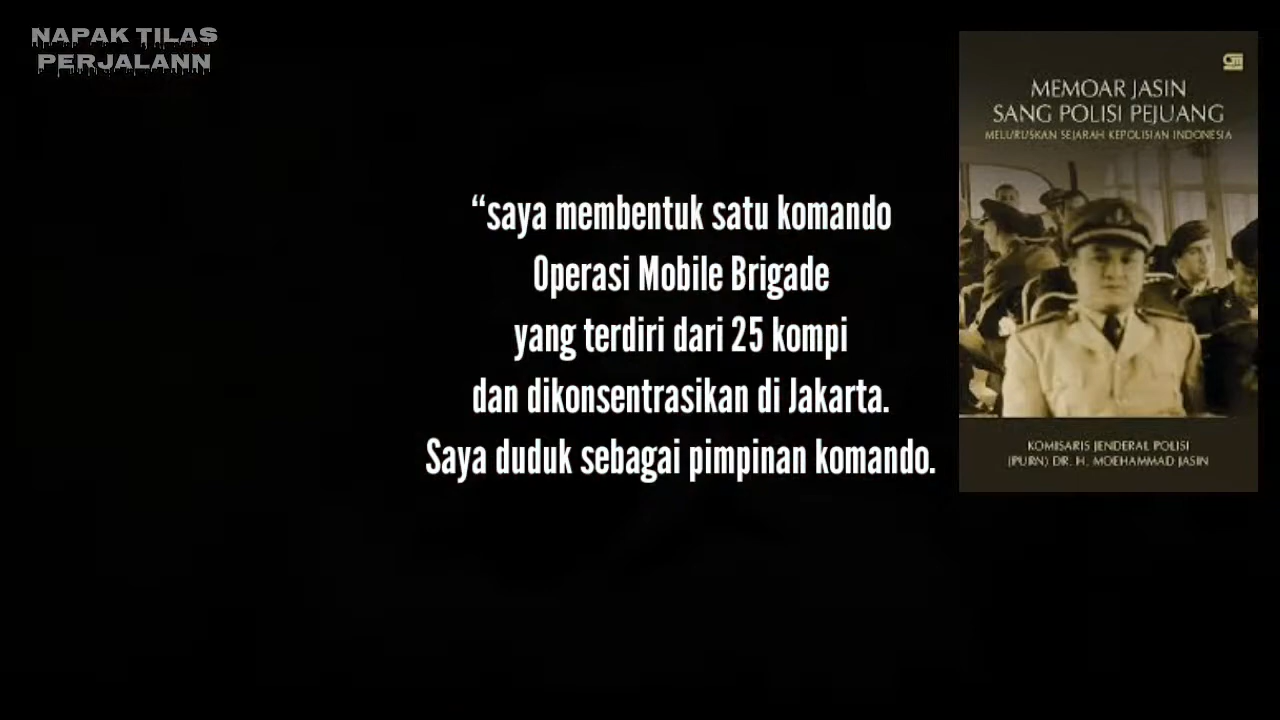 NAPAK TILAS
PERJALANN
“saya membentuk satu komando
Operasi Mobile Brigade
yang terdiri dari 25 kompi
dan dikonsentrasikan di Jakarta.
Saya duduk sebagai pimpinan komando.
MEMOAR JASIN
SANG POLISI PEJUANG
MELURUSKAN SEJARAH KEPOLISIAN INDONESIA
KOMISARIS JENDERAL POLISI
(PURN) DR. H. MOEHAMMAD JASIN